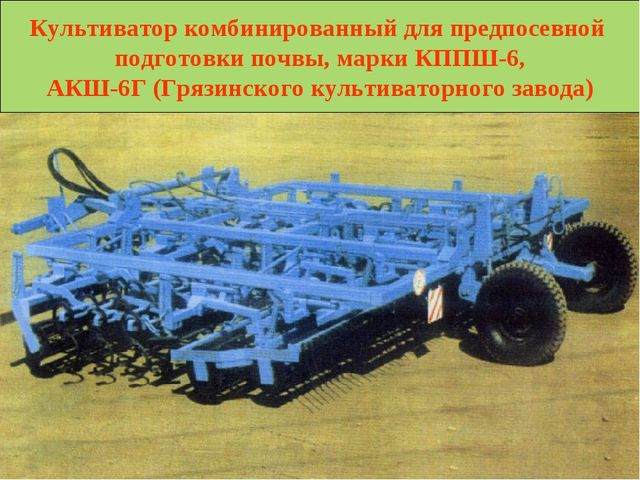 Культиватор комбинированный для предпосевной
подготовки почвы, марки КППШ-6,
АКШ-6Г (Грязинского культиваторного завода)